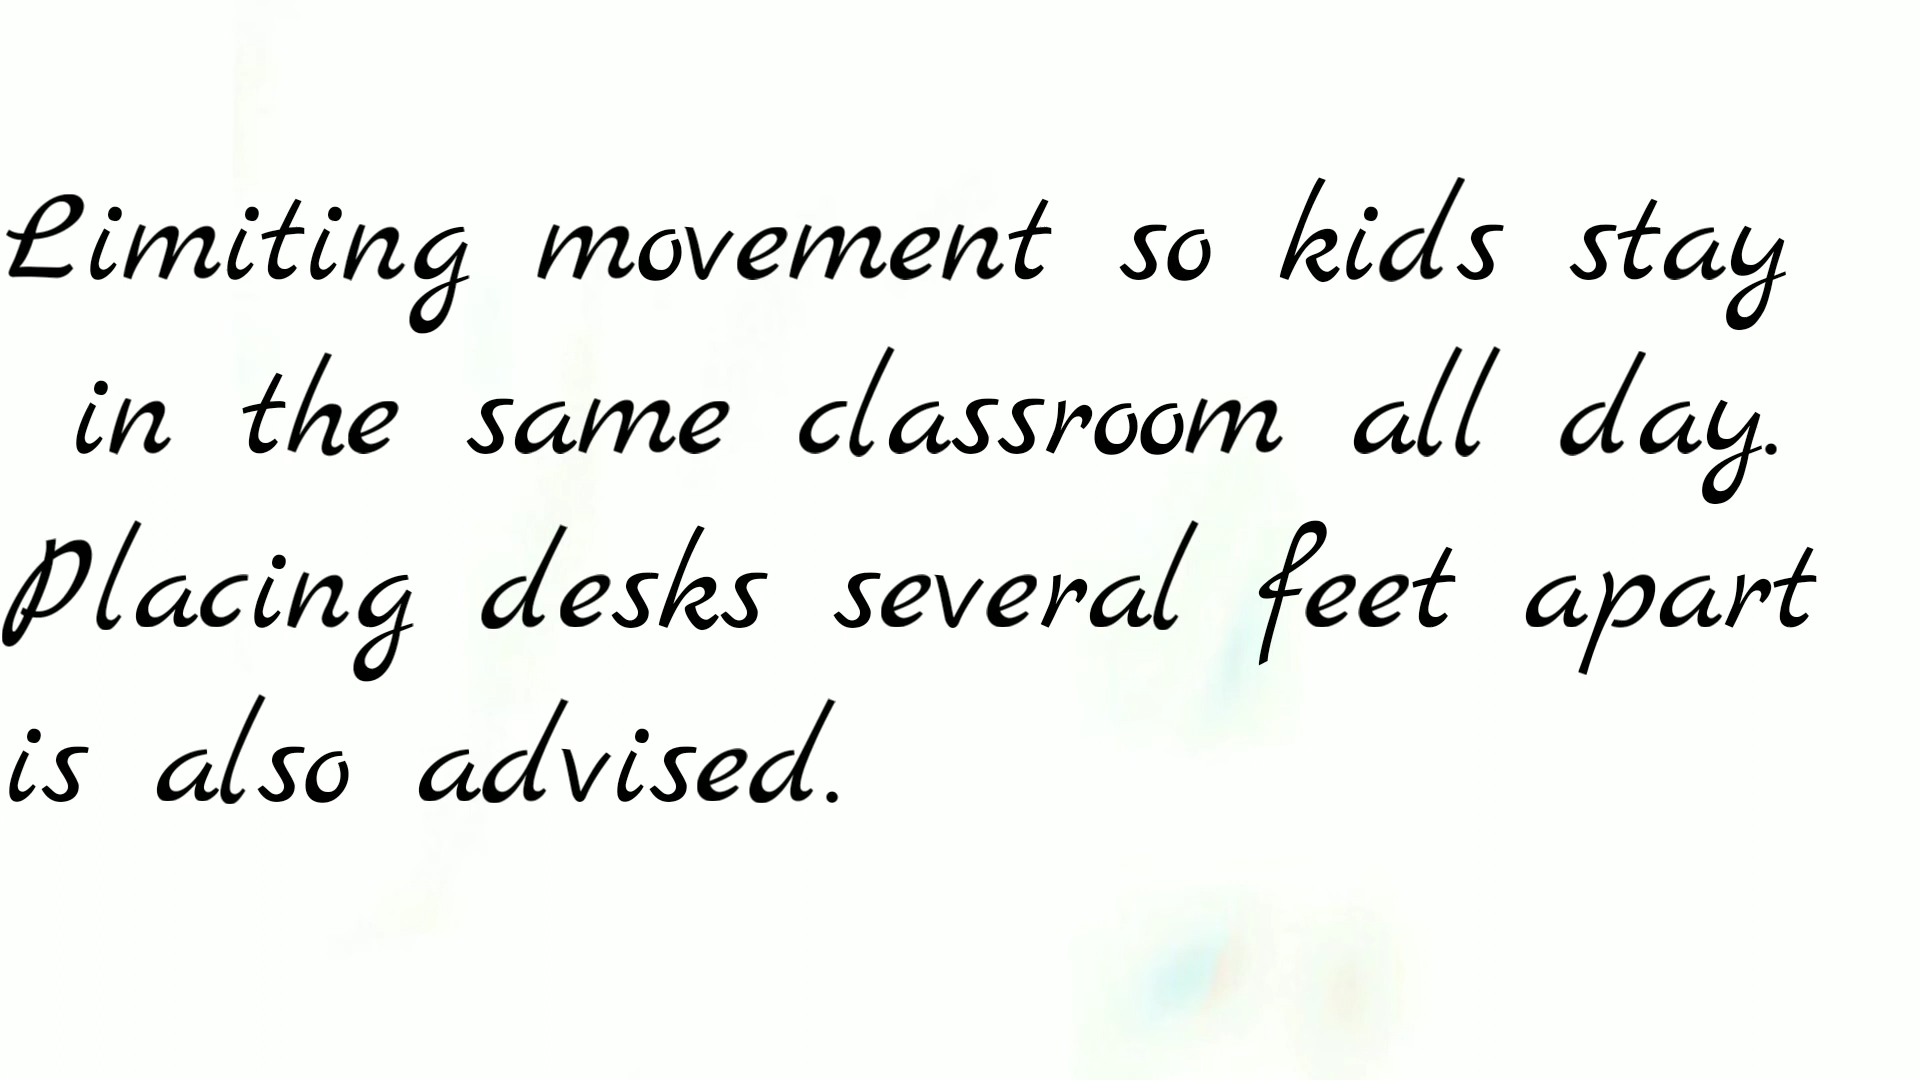 Limiting movement so kids stay
in the same classroom all day.
Placing desks several feet apart
is also advised.